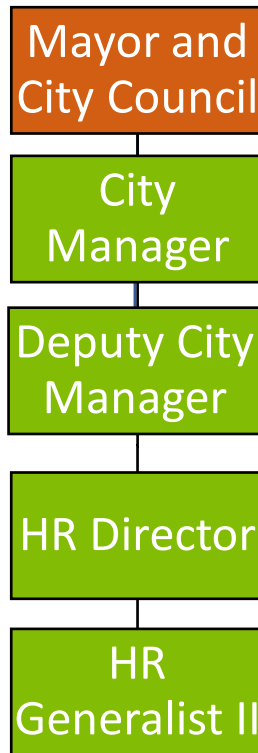 Mayor and
City Council
City
Manager
Deputy City
Manager
HR Director
HR
Generalist II